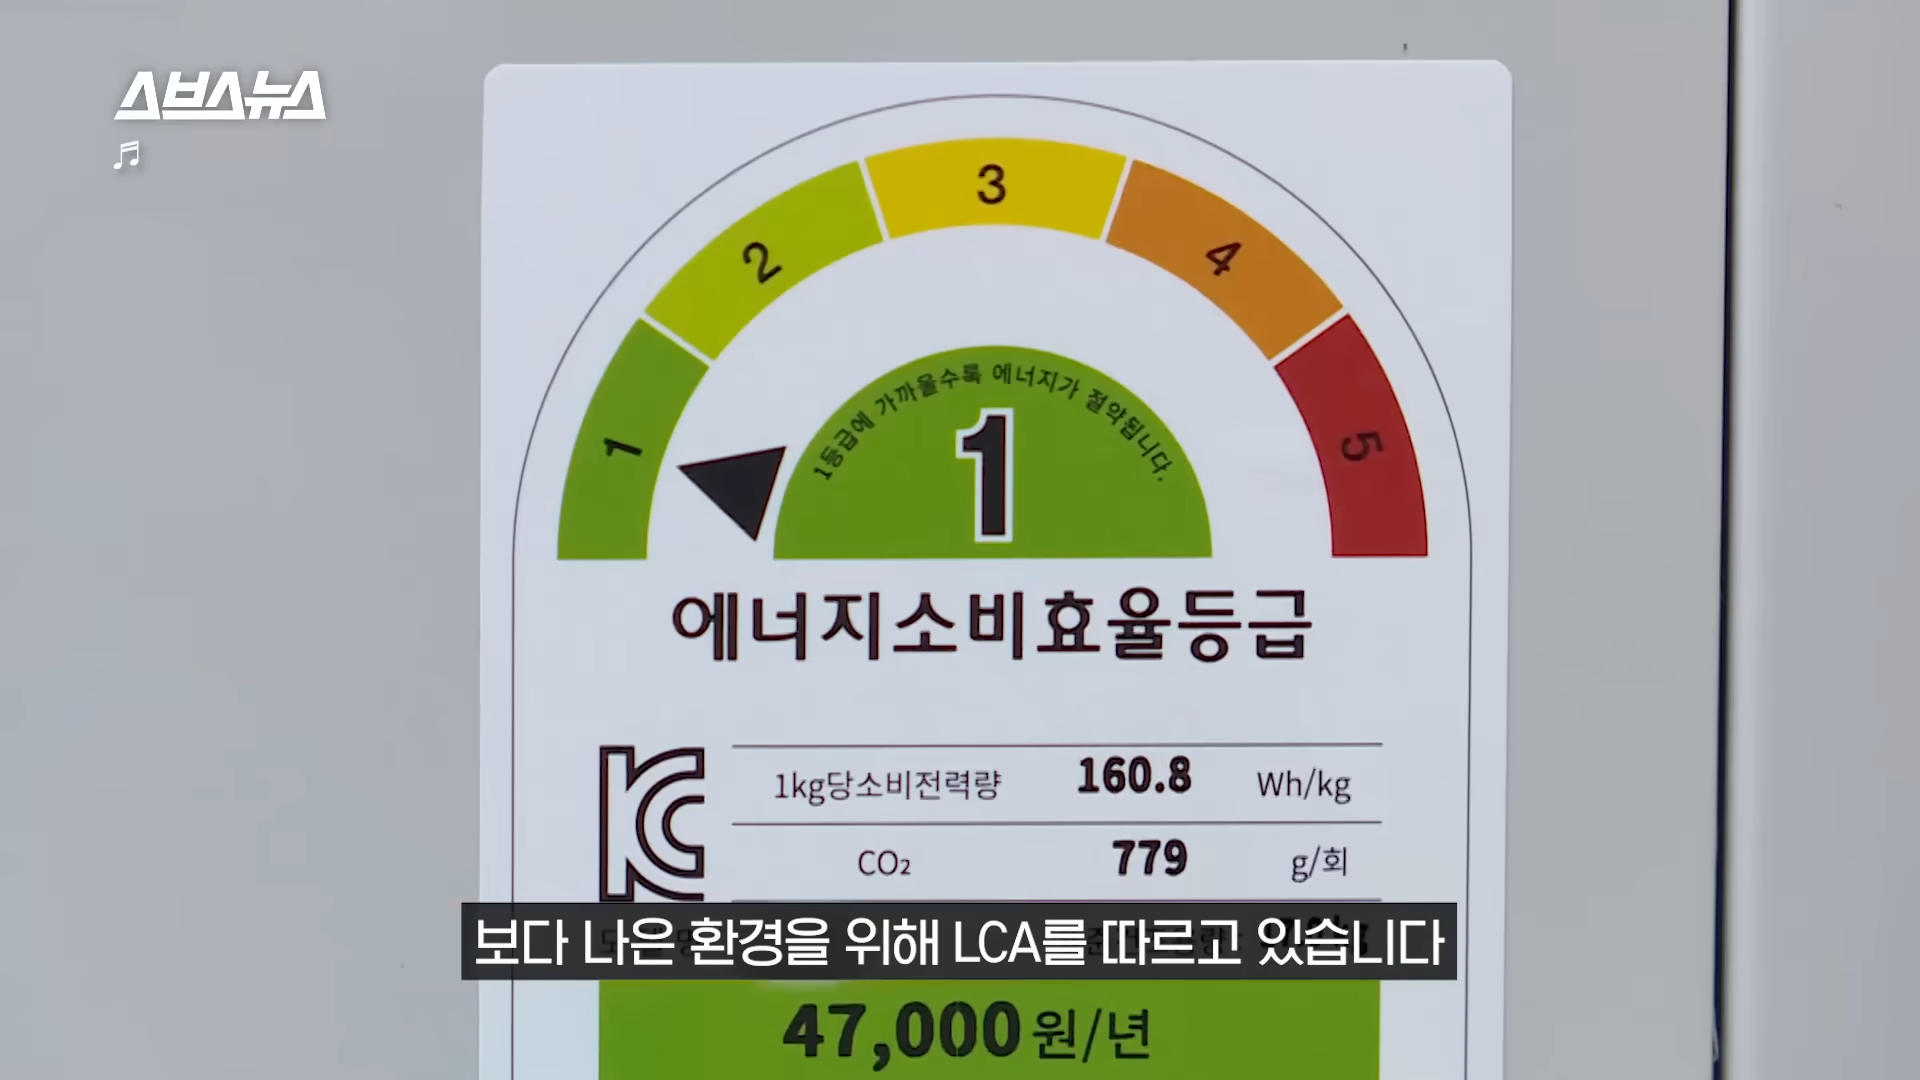 스브스뉴스
3
2
4
1
5
1등급에 가까울수록 에너지가 절약됩니다.
1
에너지소비효율등급
1kg당소비전력량 160.8 Wh/kg
CO₂ 779 g/회
보다 나은 환경을 위해 LCA를 따르고 있습니다
47,000원/년